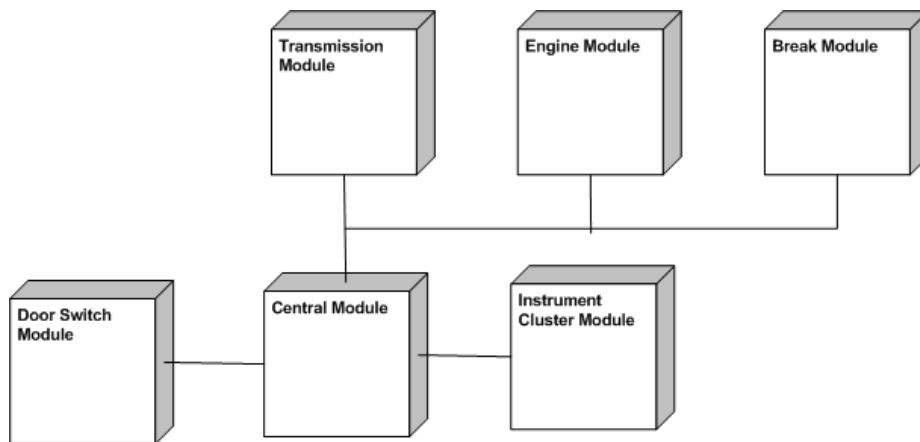 Transmission
Module
Engine Module
Break Module
Door Switch
Module
Central Module
Instrument
Cluster Module